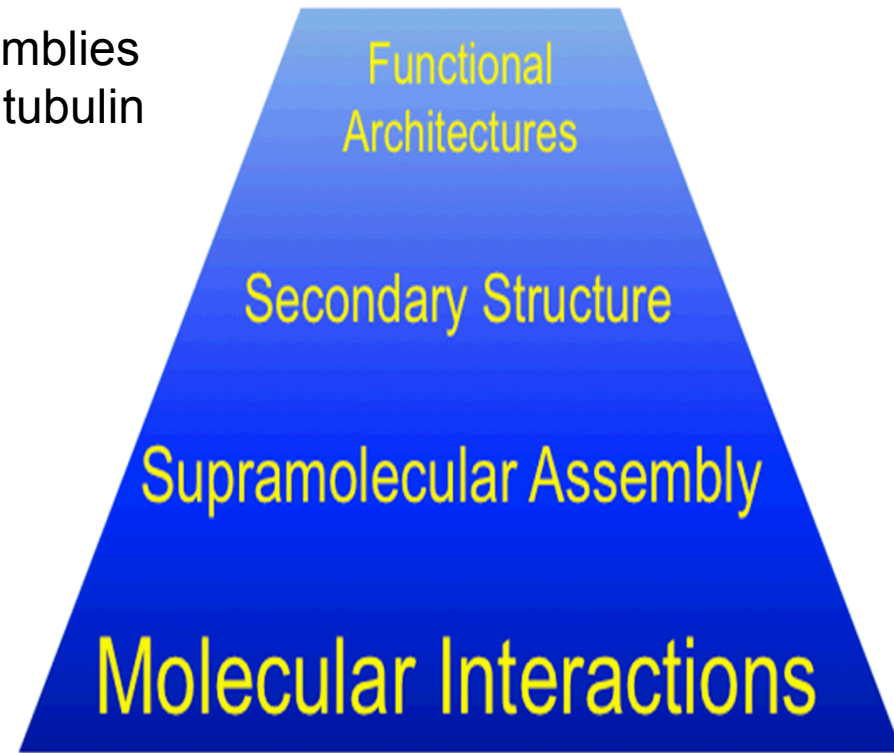 mblies
tubulin
Functional
Architectures
Secondary Structure
Supramolecular Assembly
Molecular Interactions